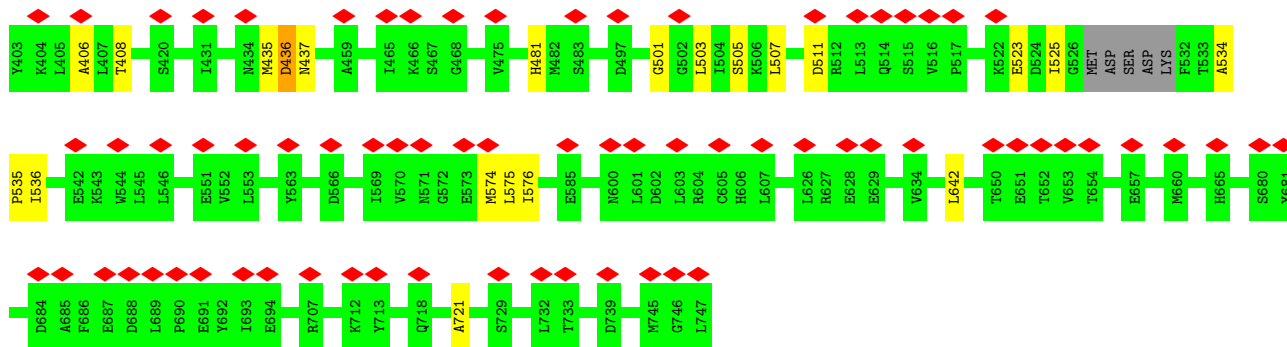 Y403 K404 L405 A406 L407 T408 S420 I431 N434 M435 D436 N437 A459 I465 K466 S467 G468 V475 H481 M482 S483 D497 G501 G502 L503 I504 S505 K506 L507 D511 R512 L513 Q514 S515 V516 P517 K522 E523 D524 I525 G526 MET ASP SER ASP LYS F532 T533 A534
P535 I536 E542 K543 W544 L545 L546 E551 V552 L553 Y563 D566 I569 V570 N571 G572 E573 M574 L575 I576 E585 N600 L601 D602 L603 R604 C605 H606 L607 L626 R627 E628 E629 V634 L642 T650 E651 T652 V653 T654 E657 M660 H665 S680 Y681
D684 A685 F686 E687 D688 L689 P690 E691 Y692 I693 E694 R707 K712 Y713 Q718 A721 S729 L732 T733 D739 M745 G746 L747